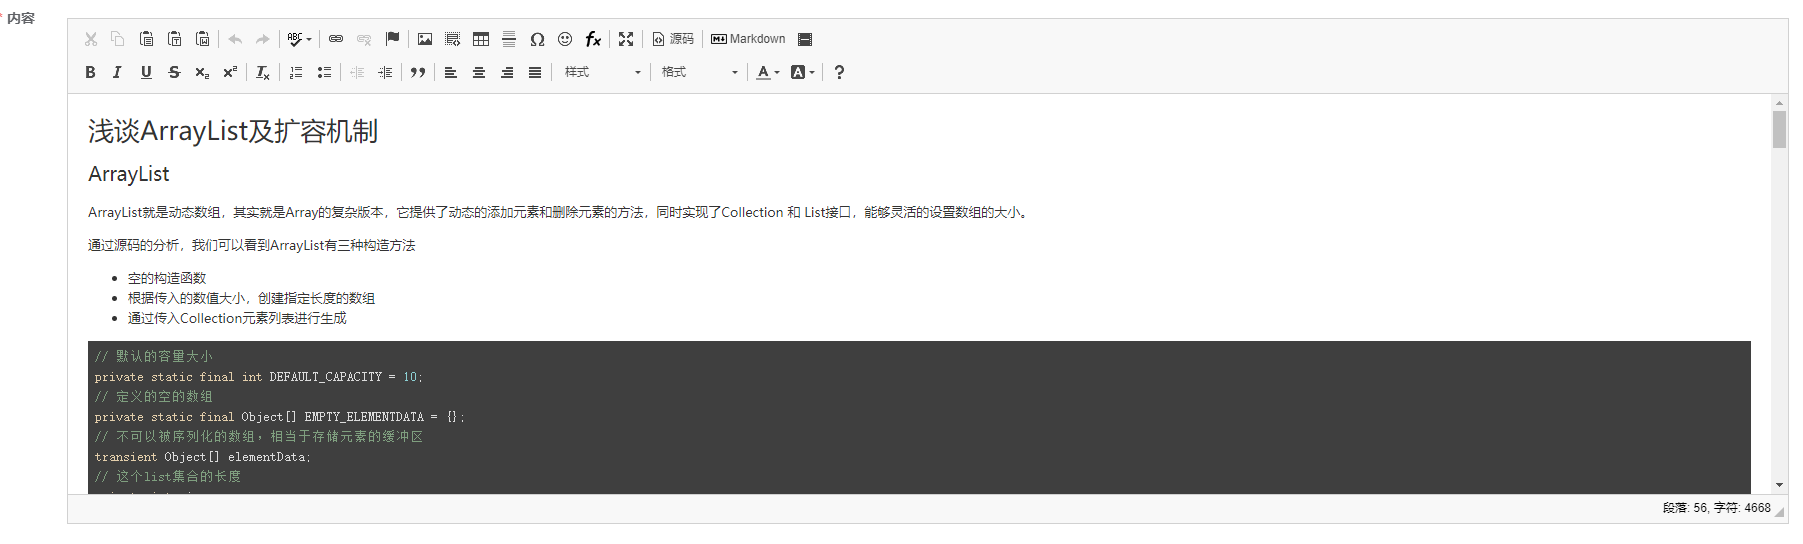 * 内容
ABC
源码
Markdown
B I U S x₂ x² Tx
样式
格式
A A ?
浅谈ArrayList及扩容机制
ArrayList
ArrayList就是动态数组，其实就是Array的复杂版本，它提供了动态的添加元素和删除元素的方法，同时实现了Collection 和 List接口，能够灵活的设置数组的大小。
通过源码的分析，我们可以看到ArrayList有三种构造方法
• 空的构造函数
• 根据传入的数值大小，创建指定长度的数组
• 通过传入Collection元素列表进行生成
// 默认的容量大小
private static final int DEFAULT_CAPACITY = 10;
// 定义的空的数组
private static final Object[] EMPTY_ELEMENTDATA = {};
// 不可以被序列化的数组，相当于存储元素的缓冲区
transient Object[] elementData;
// 这个list集合的长度
段落: 56, 字符: 4668